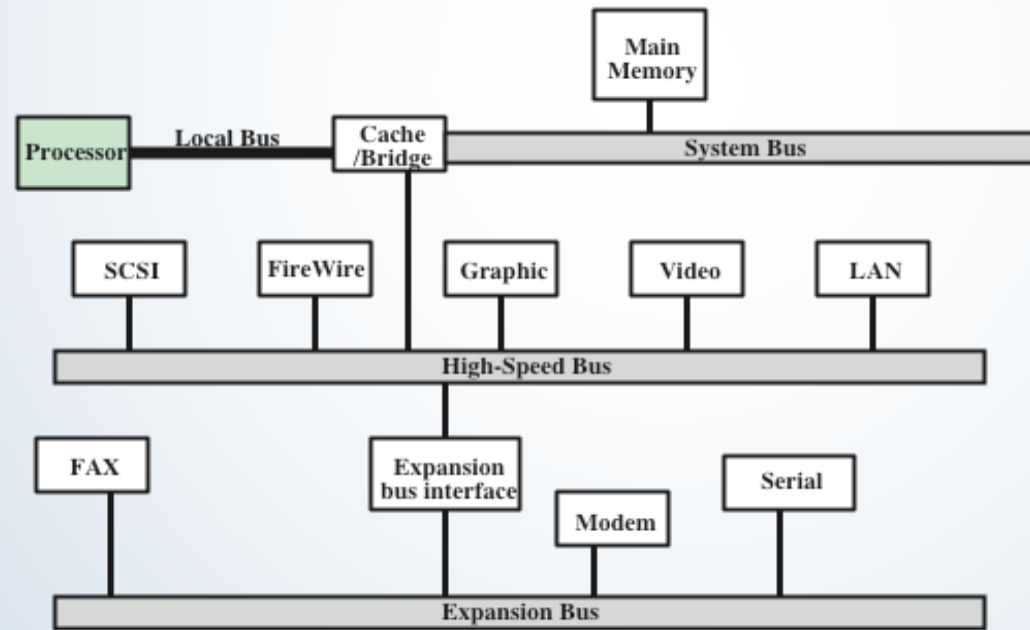 Main
Memory
Local Bus
Cache
/Bridge
Processor
System Bus
SCSI
FireWire
Graphic
Video
LAN
High-Speed Bus
FAX
Expansion
bus interface
Modem
Serial
Expansion Bus